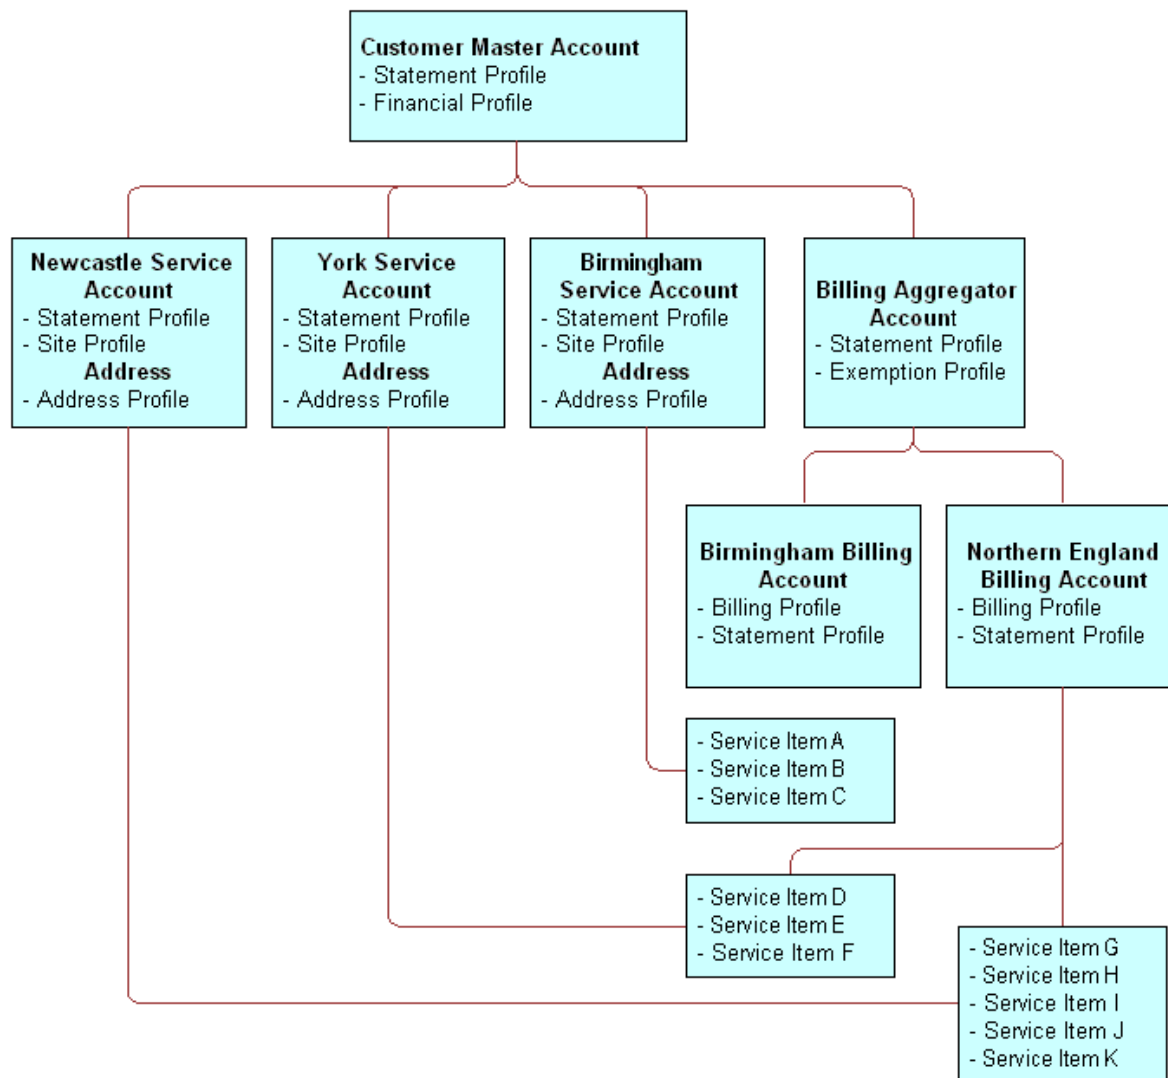 Customer Master Account
- Statement Profile
- Financial Profile
Newcastle Service
Account
- Statement Profile
- Site Profile
Address
- Address Profile
York Service
Account
- Statement Profile
- Site Profile
Address
- Address Profile
Birmingham
Service Account
- Statement Profile
- Site Profile
Address
- Address Profile
Billing Aggregator
Account
- Statement Profile
- Exemption Profile
Birmingham Billing
Account
- Billing Profile
- Statement Profile
Northern England
Billing Account
- Billing Profile
- Statement Profile
- Service Item A
- Service Item B
- Service Item C
- Service Item D
- Service Item E
- Service Item F
- Service Item G
- Service Item H
- Service Item I
- Service Item J
- Service Item K